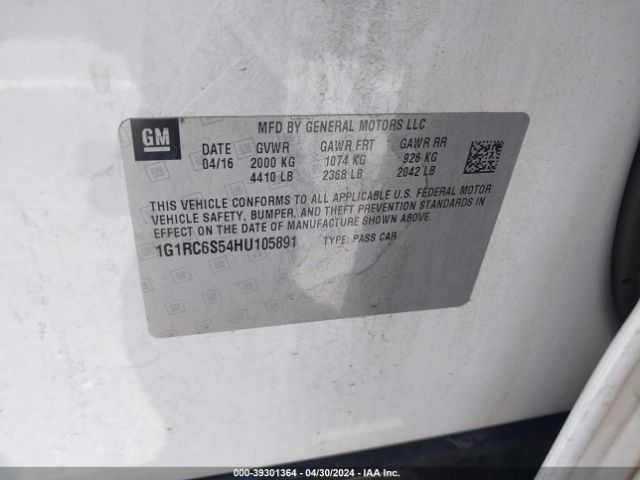 GM
MFD BY GENERAL MOTORS LLC
DATE GVWR GAWR FRT GAWR RR
04/16 2000 KG 1074 KG 926 KG
4410 LB 2368 LB 2042 LB
THIS VEHICLE CONFORMS TO ALL APPLICABLE U.S. FEDERAL MOTOR
VEHICLE SAFETY, BUMPER, AND THEFT PREVENTION STANDARDS IN
EFFECT ON THE DATE OF MANUFACTURE SHOWN ABOVE.
1G1RC6S54HU105891 TYPE: PASS CAR
000-39301364 / 04/30/2024 - IAA Inc.